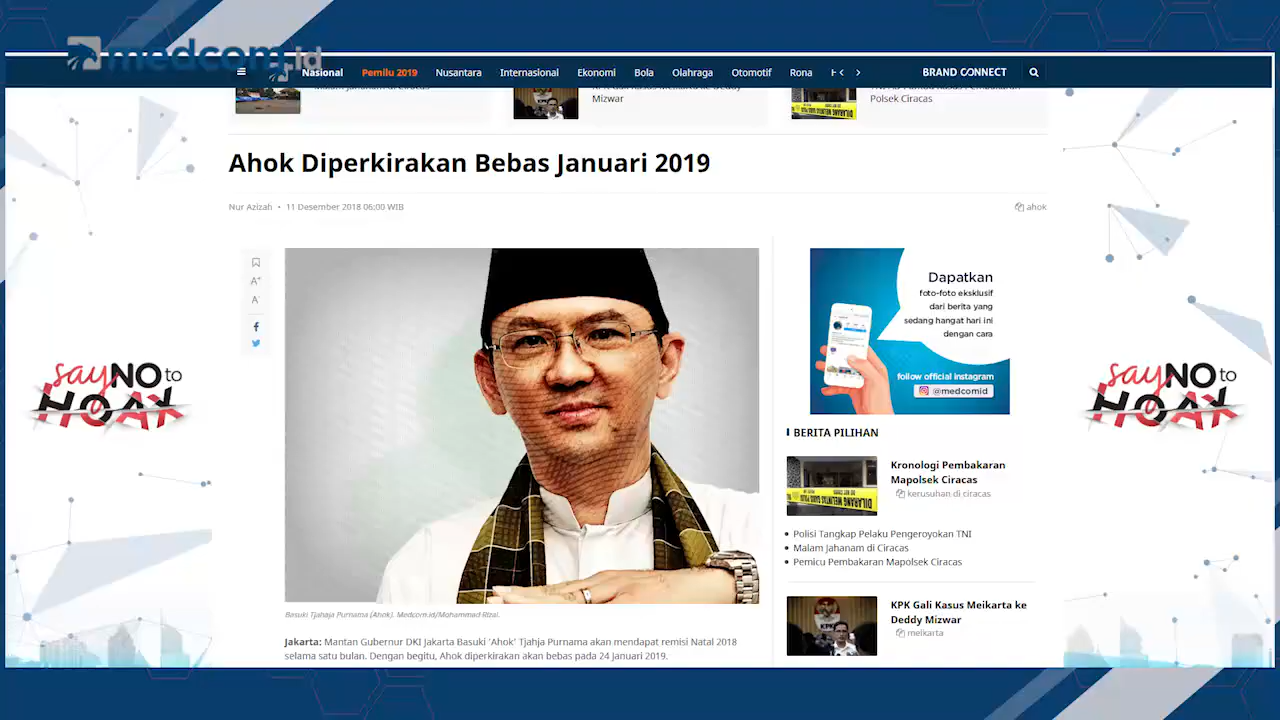 medcom.id
Nasional Pemilu 2019 Nusantara Internasional Ekonomi Bola Olahraga Otomotif Rona BRAND CONNECT
Mizwar
Polsek Ciracas
Ahok Diperkirakan Bebas Januari 2019
Nur Azizah • 11 Desember 2018 06:00 WIB
ahok
A+
A-
Dapatkan
foto-foto eksklusif
dari berita yang
sedang hangat hari ini
dengan cara
follow official instagram
@medcomid
say NO to
HOAX
say NO to
HOAX
BERITA PILIHAN
DILARANG MELINTAS GARIS POLISI
Kronologi Pembakaran
Mapolsek Ciracas
kerusuhan di ciracas
• Polisi Tangkap Pelaku Pengeroyokan TNI
• Malam Jahanam di Ciracas
• Pemicu Pembakaran Mapolsek Ciracas
KPK
KPK Gali Kasus Meikarta ke
Deddy Mizwar
meikarta
Basuki Tjahaja Purnama (Ahok). Medcom.id/Mohammad Rizal.
Jakarta: Mantan Gubernur DKI Jakarta Basuki 'Ahok' Tjahja Purnama akan mendapat remisi Natal 2018
selama satu bulan. Dengan begitu, Ahok diperkirakan akan bebas pada 24 Januari 2019.